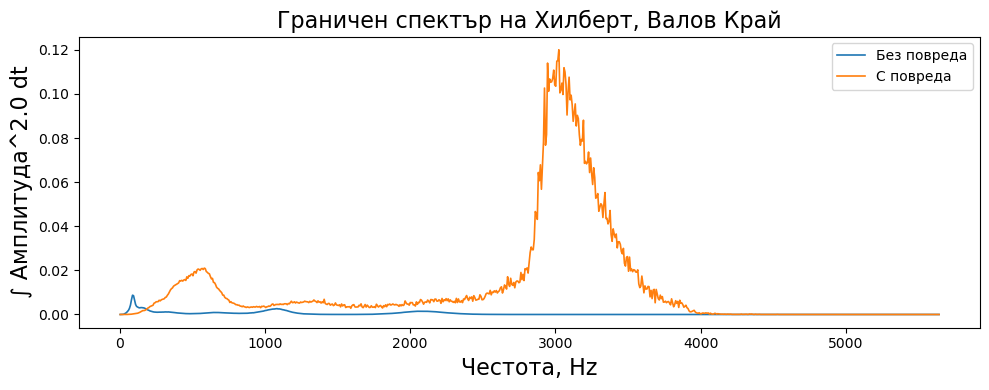 Граничен спектър на Хилберт, Валов Край
∫ Амплитуда^2.0 dt
0.12
0.10
0.08
0.06
0.04
0.02
0.00
Без повреда
С повреда
0 1000 2000 3000 4000 5000
Честота, Hz